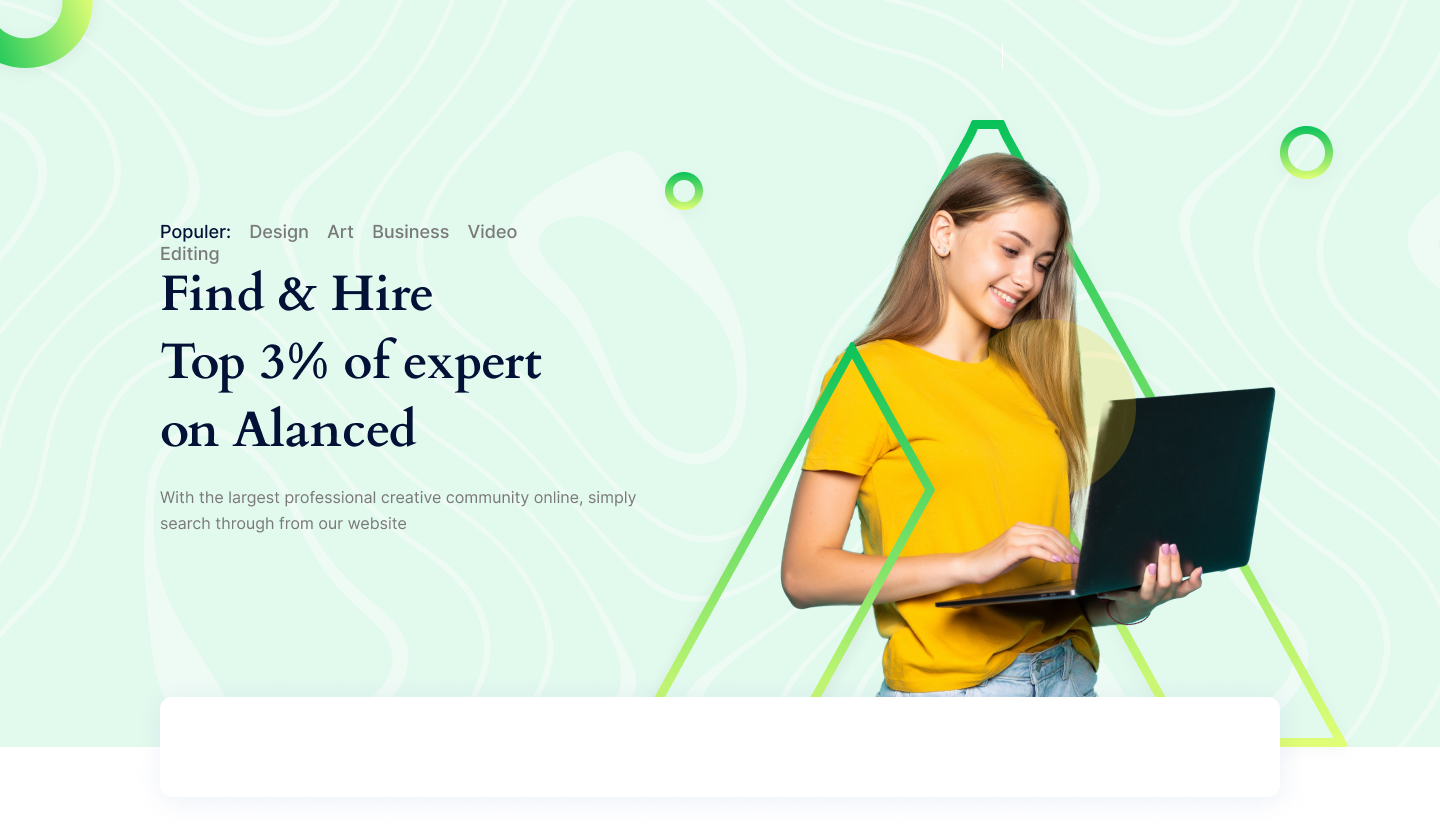 Populer: Design Art Business Video
Editing
Find & Hire
Top 3% of expert
on Alanced
With the largest professional creative community online, simply
search through from our website